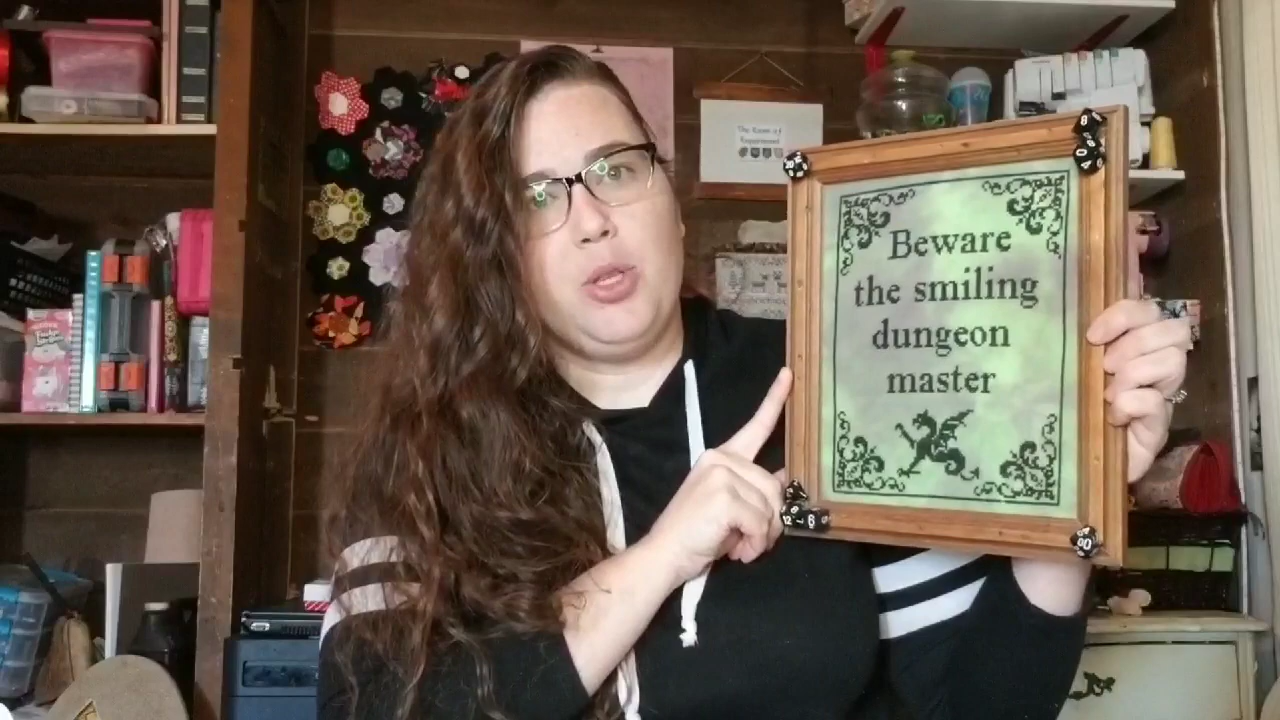 Beware
the smiling
dungeon
master